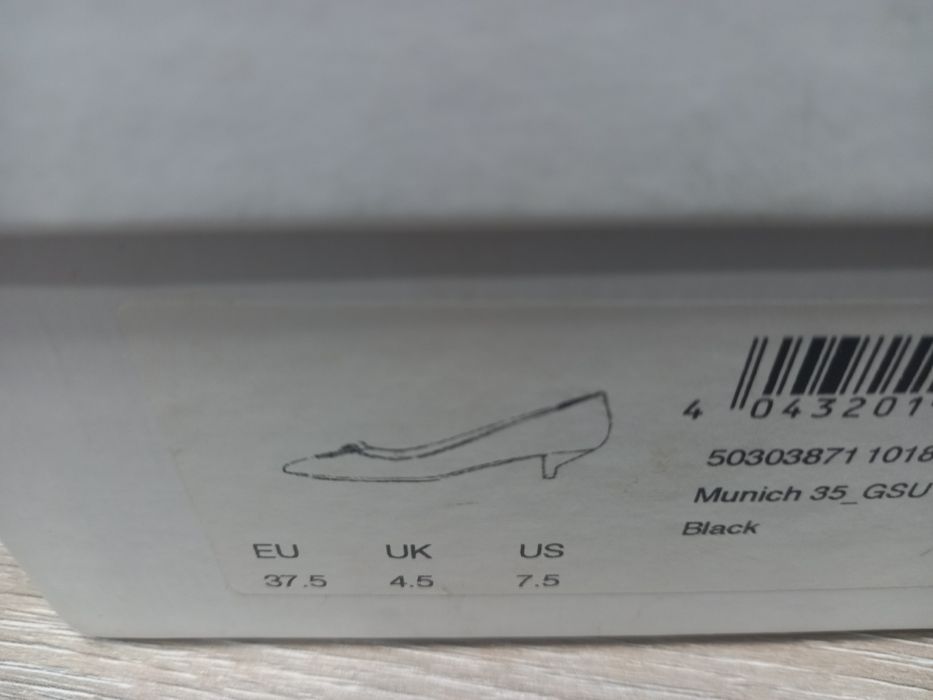 4 043201
50303871 1018
Munich 35_GSU
Black
EU UK US
37.5 4.5 7.5